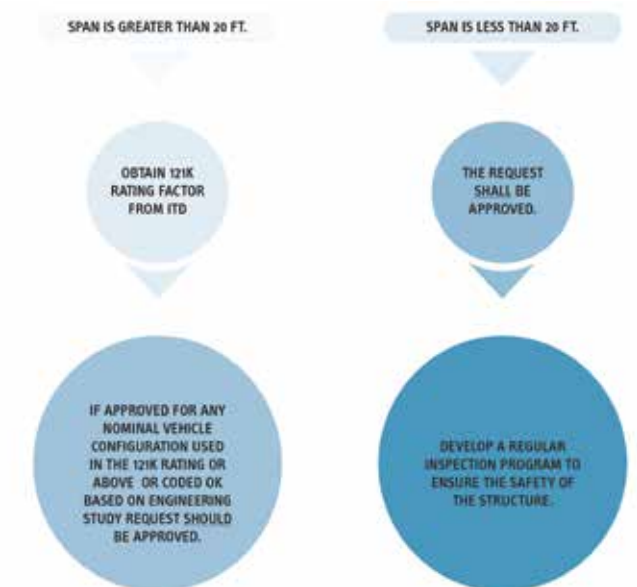 SPAN IS GREATER THAN 20 FT.
OBTAIN 121K
RATING FACTOR
FROM ITD
IF APPROVED FOR ANY
NOMINAL VEHICLE
CONFIGURATION USED
IN THE 121K RATING OR
ABOVE OR CODED OK
BASED ON ENGINEERING
STUDY REQUEST SHOULD
BE APPROVED.
SPAN IS LESS THAN 20 FT.
THE REQUEST
SHALL BE
APPROVED.
DEVELOP A REGULAR
INSPECTION PROGRAM TO
ENSURE THE SAFETY OF
THE STRUCTURE.